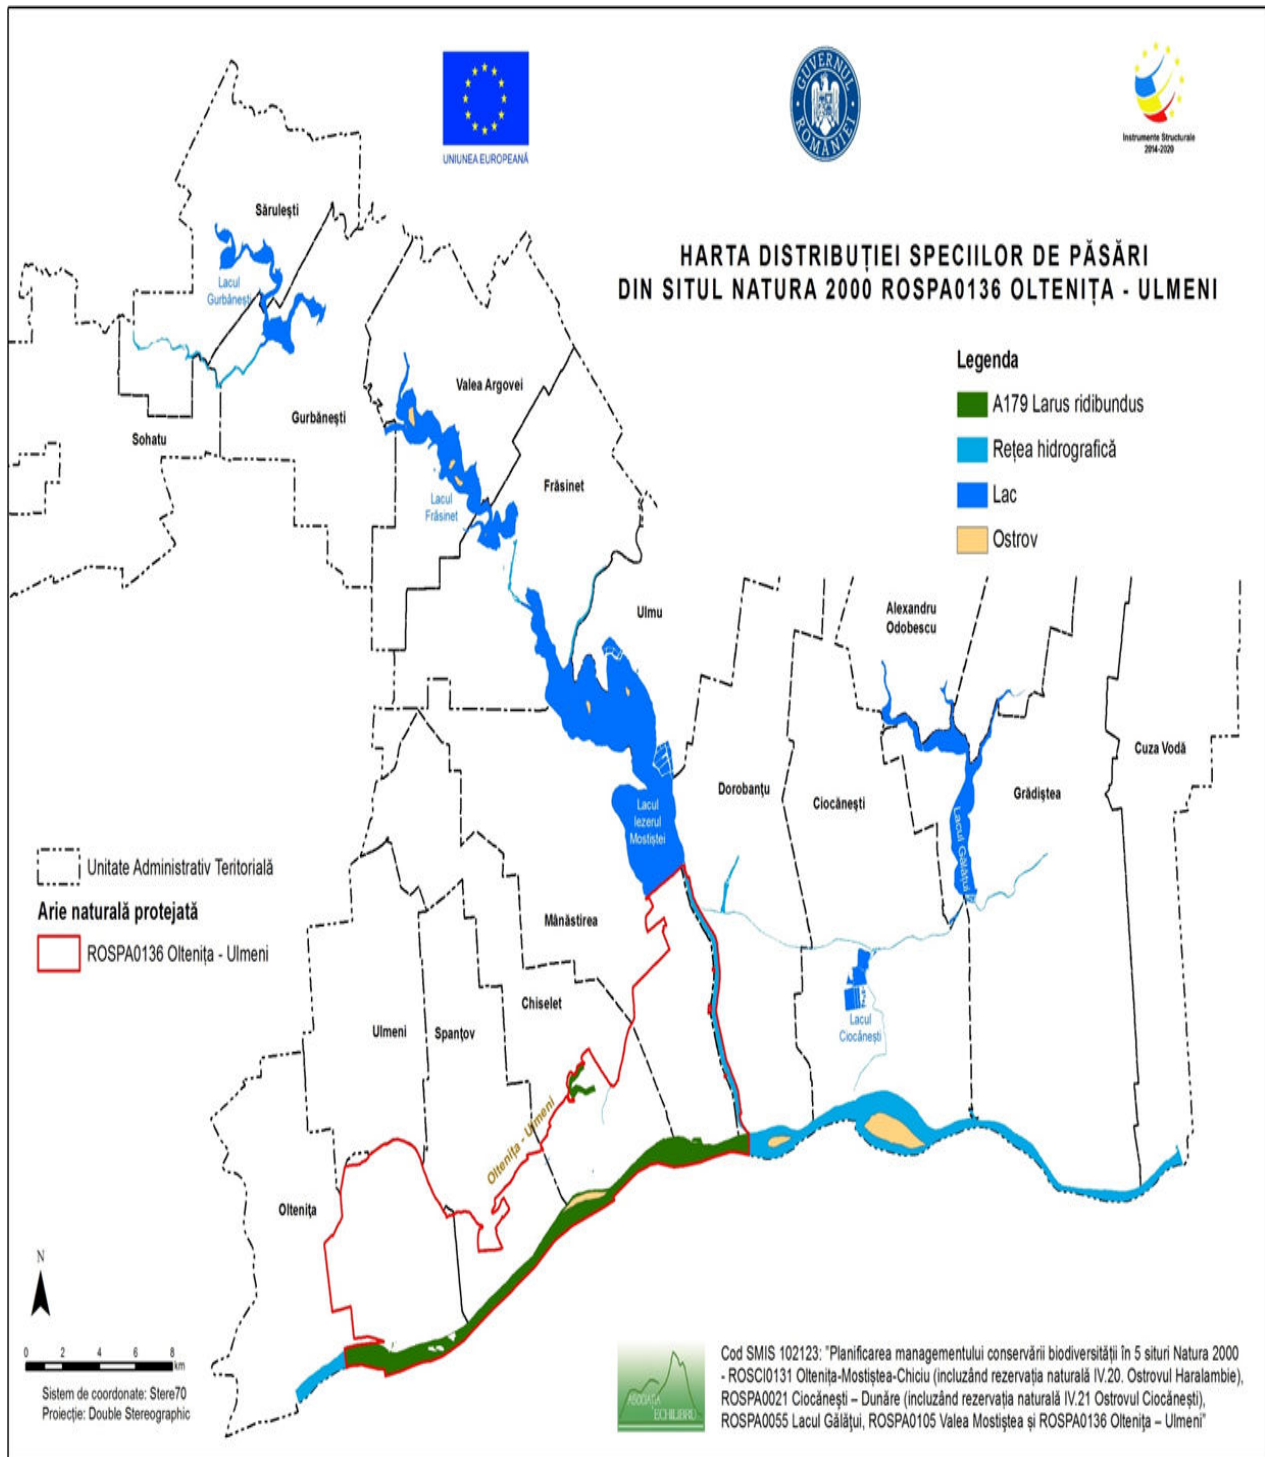 UNIUNEA EUROPEANĂ
GUVERNUL ROMÂNIEI
Instrumente Structurale
2014-2020
HARTA DISTRIBUȚIEI SPECIILOR DE PĂSĂRI
DIN SITUL NATURA 2000 ROSPA0136 OLTENIȚA - ULMENI
Legenda
A179 Larus ridibundus
Rețea hidrografică
Lac
Ostrov
Sărulești
Lacul
Gurbănești
Sohatu
Gurbănești
Valea Argovei
Lacul
Frăsinet
Frăsinet
Ulmu
Alexandru
Odobescu
Cuza Vodă
Dorobanțu
Ciocănești
Grădiștea
Lacul
Iezerul
Mostiștei
Lacul Gălățui
Unitate Administrativ Teritorială
Arie naturală protejată
ROSPA0136 Oltenița - Ulmeni
Mânăstirea
Chiselet
Ulmeni
Spanțov
Lacul
Ciocănești
Oltenița - Ulmeni
Oltenița
N
0 2 4 6 8
km
Sistem de coordonate: Stere70
Proiecție: Double Stereographic
ASOCIAȚIA
ECHILIBRU
Cod SMIS 102123: "Planificarea managementului conservării biodiversității în 5 situri Natura 2000
- ROSCI0131 Oltenița-Mostiștea-Chiciu (incluzând rezervația naturală IV.20. Ostrovul Haralambie),
ROSPA0021 Ciocănești – Dunăre (incluzând rezervația naturală IV.21 Ostrovul Ciocănești),
ROSPA0055 Lacul Gălățui, ROSPA0105 Valea Mostiștea și ROSPA0136 Oltenița – Ulmeni"